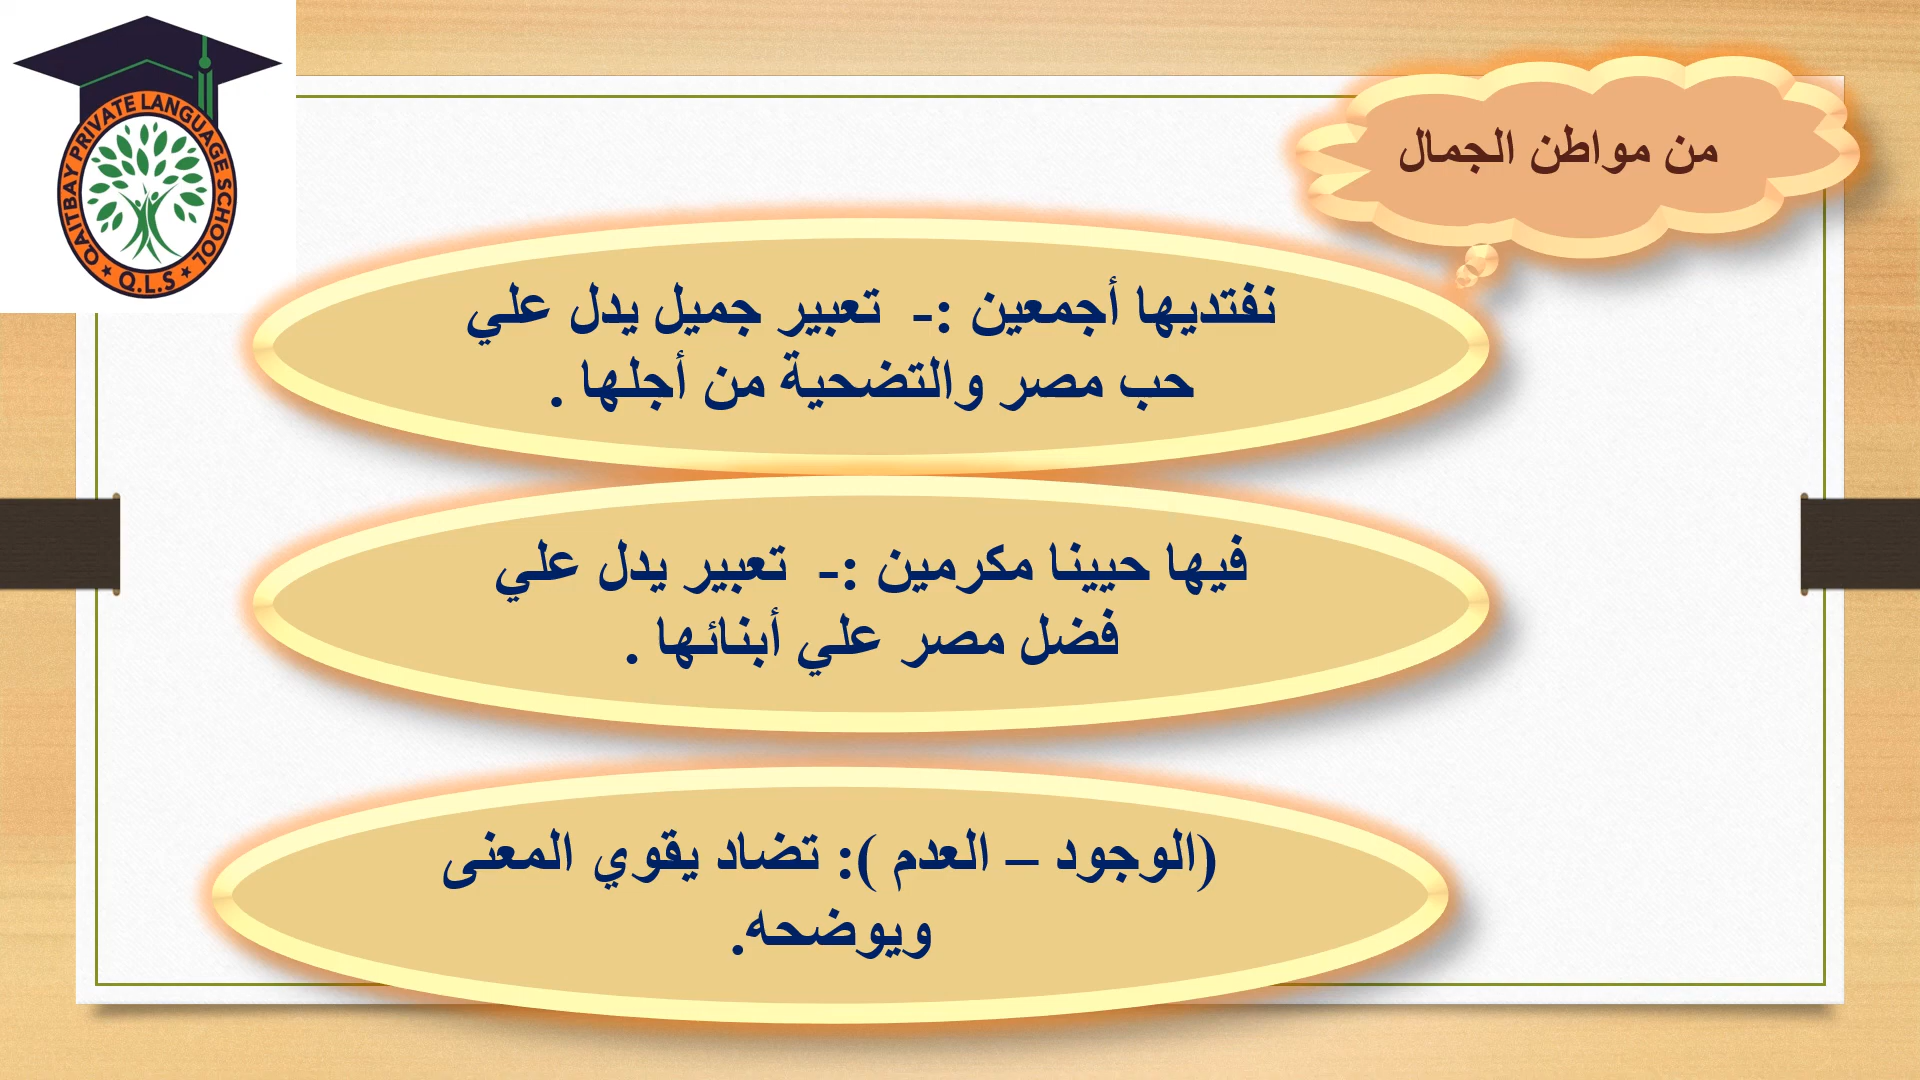 QAITBAY PRIVATE LANGUAGE SCHOOL
Q.L.S
من مواطن الجمال
نفتديها أجمعين :- تعبير جميل يدل علي
حب مصر والتضحية من أجلها .
فيها حيينا مكرمين :- تعبير يدل علي
فضل مصر علي أبنائها .
(الوجود – العدم ): تضاد يقوي المعنى
ويوضحه.